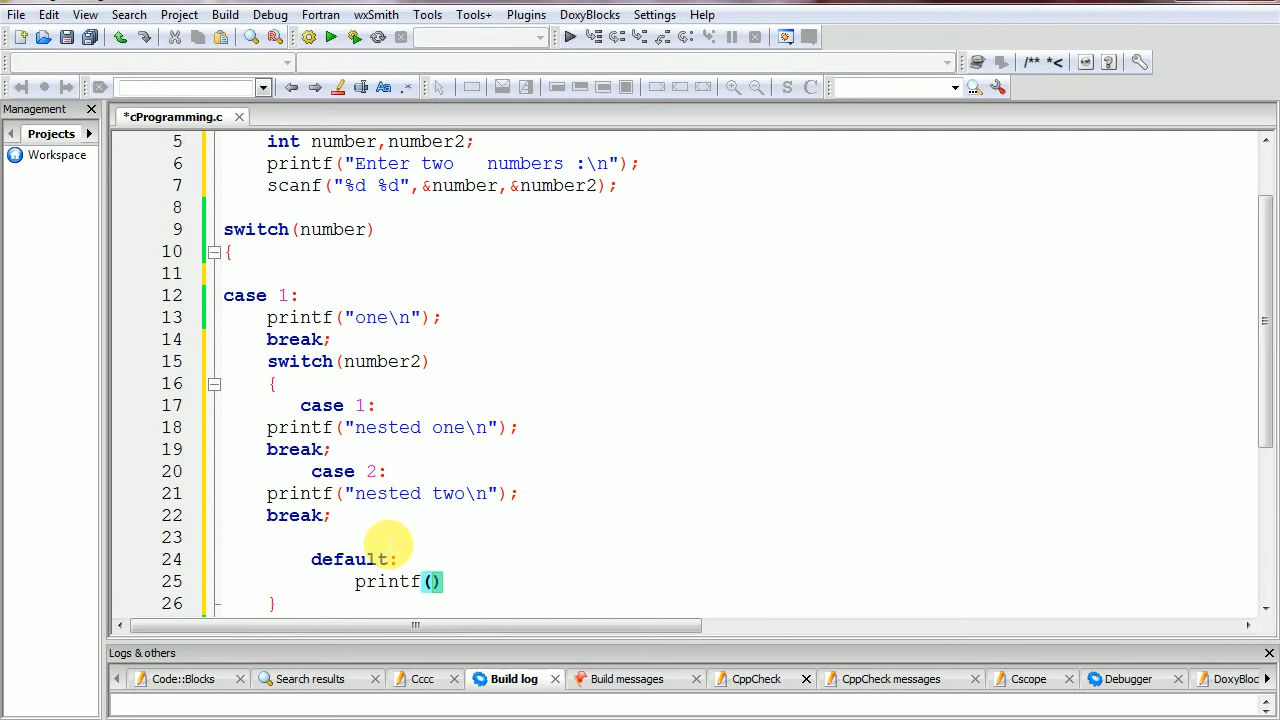 File Edit View Search Project Build Debug Fortran wxSmith Tools Tools+ Plugins DoxyBlocks Settings Help
/** *<
Aa .*
S C
Management
*cProgramming.c
Projects
Workspace
5 int number,number2;
6 printf("Enter two   numbers :\n");
7 scanf("%d %d",&number,&number2);
8
9 switch(number)
10 {
11
12 case 1:
13 printf("one\n");
14 break;
15 switch(number2)
16 {
17 case 1:
18 printf("nested one\n");
19 break;
20 case 2:
21 printf("nested two\n");
22 break;
23
24 default:
25 printf()
26 }
Logs & others
Code::Blocks Search results Cccc Build log Build messages CppCheck CppCheck messages Cscope Debugger DoxyBloc